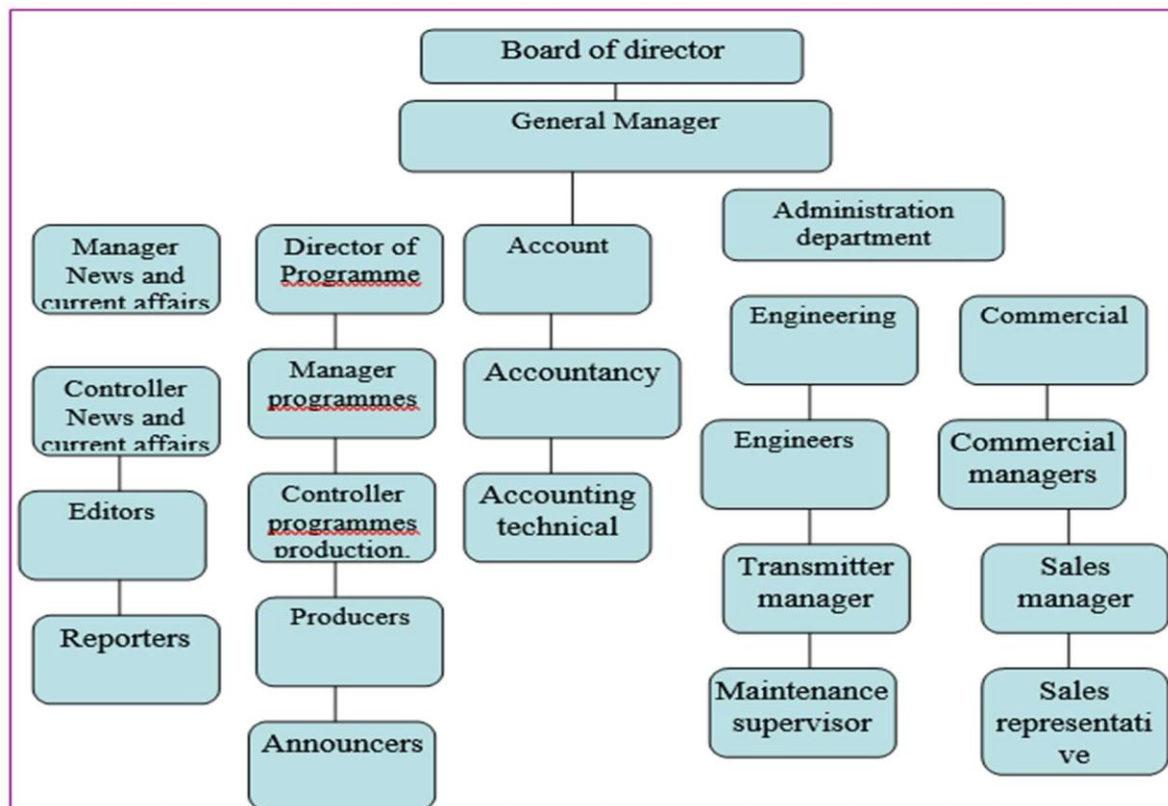 Board of director
General Manager
Administration
department
Manager
News and
current affairs
Director of
Programme
Account
Engineering
Commercial
Controller
News and
current affairs
Manager
programmes
Accountancy
Engineers
Commercial
managers
Editors
Controller
programmes
production.
Accounting
technical
Transmitter
manager
Sales
manager
Reporters
Producers
Maintenance
supervisor
Sales
representati
ve
Announcers